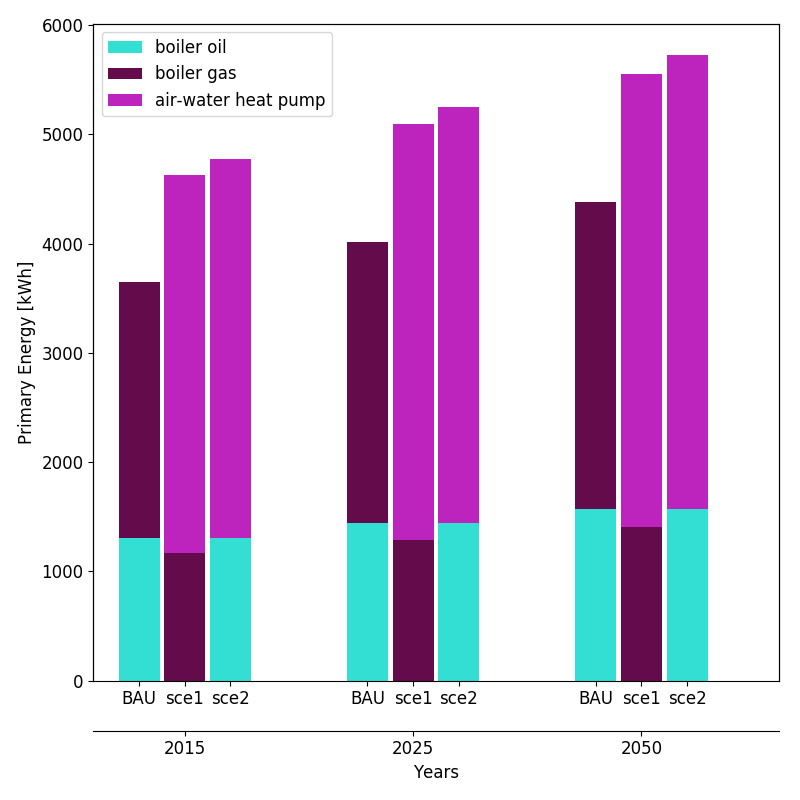 6000
5000
4000
3000
2000
1000
0
Primary Energy [kWh]
boiler oil
boiler gas
air-water heat pump
BAU sce1 sce2 BAU sce1 sce2 BAU sce1 sce2
2015 2025 2050
Years